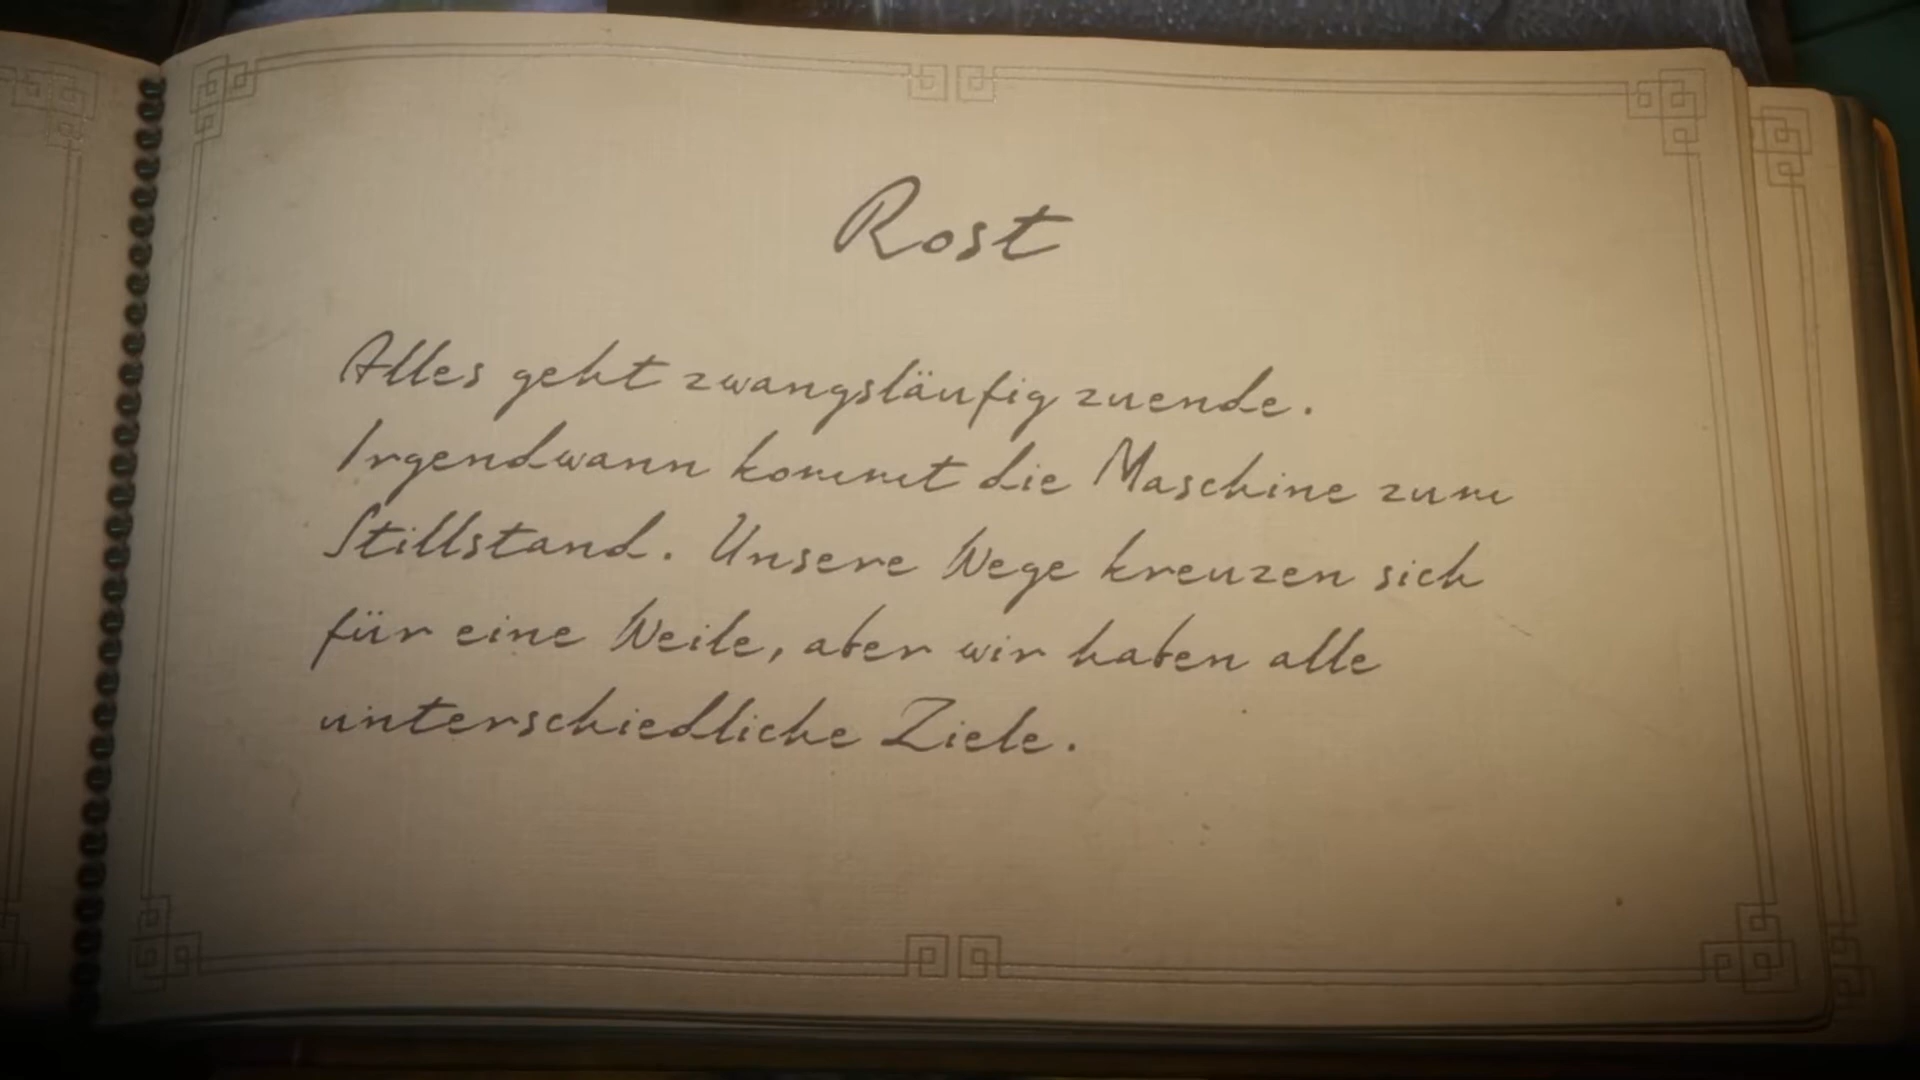 Rost
Alles geht zwangsläufig zuende.
Irgendwann kommt die Maschine zum
Stillstand. Unsere Wege kreuzen sich
für eine Weile, aber wir haben alle
unterschiedliche Ziele.